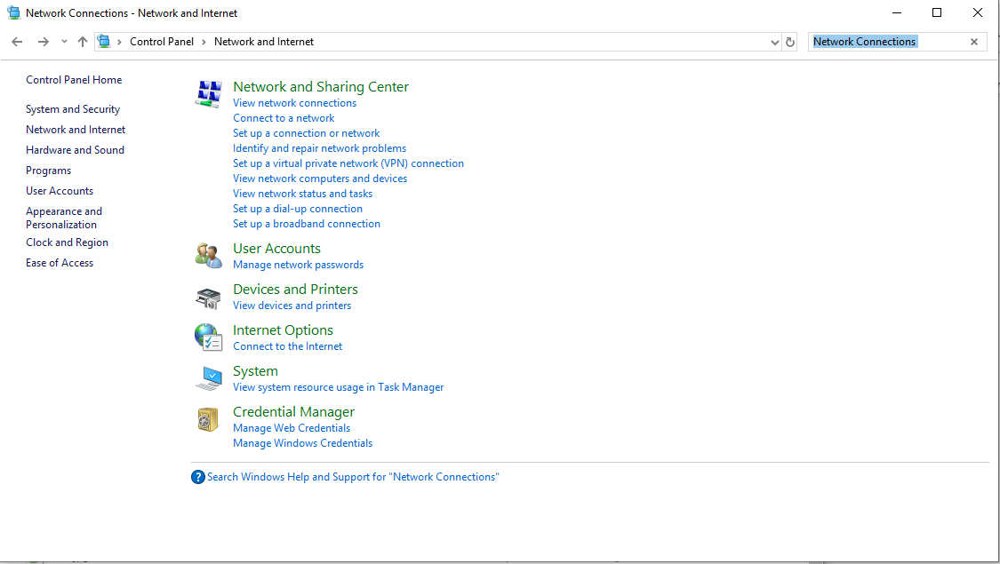 Network Connections - Network and Internet
Control Panel > Network and Internet
Network Connections
Control Panel Home
System and Security
Network and Internet
Hardware and Sound
Programs
User Accounts
Appearance and
Personalization
Clock and Region
Ease of Access
Network and Sharing Center
View network connections
Connect to a network
Set up a connection or network
Identify and repair network problems
Set up a virtual private network (VPN) connection
View network computers and devices
View network status and tasks
Set up a dial-up connection
Set up a broadband connection
User Accounts
Manage network passwords
Devices and Printers
View devices and printers
Internet Options
Connect to the Internet
System
View system resource usage in Task Manager
Credential Manager
Manage Web Credentials
Manage Windows Credentials
Search Windows Help and Support for "Network Connections"